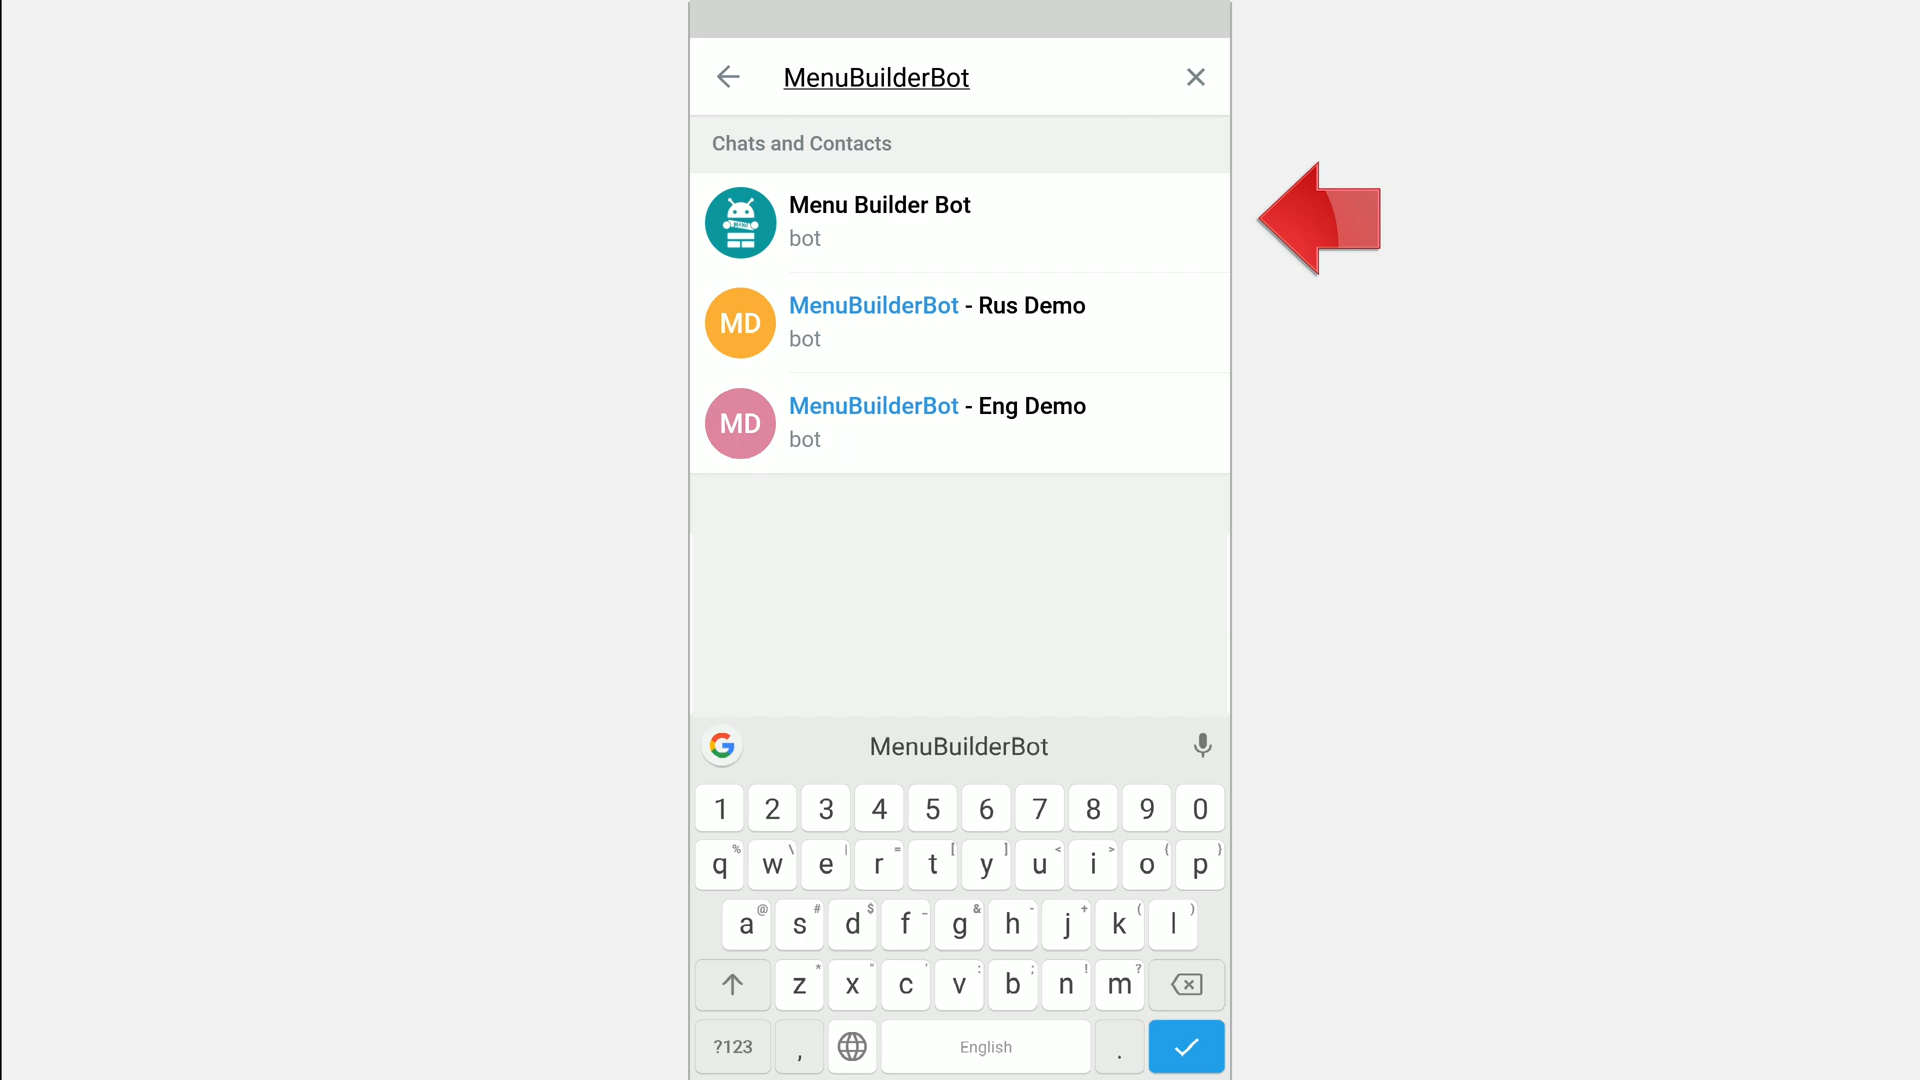 MenuBuilderBot
Chats and Contacts
Menu Builder Bot
bot
MD
MenuBuilderBot - Rus Demo
bot
MD
MenuBuilderBot - Eng Demo
bot
G
MenuBuilderBot
1 2 3 4 5 6 7 8 9 0
% \ | = [ ] < > { }
q w e r t y u i o p
@ # $ _ & - + ( )
a s d f g h j k l
* " ' : ; ! ?
z x c v b n m
?123 , English .